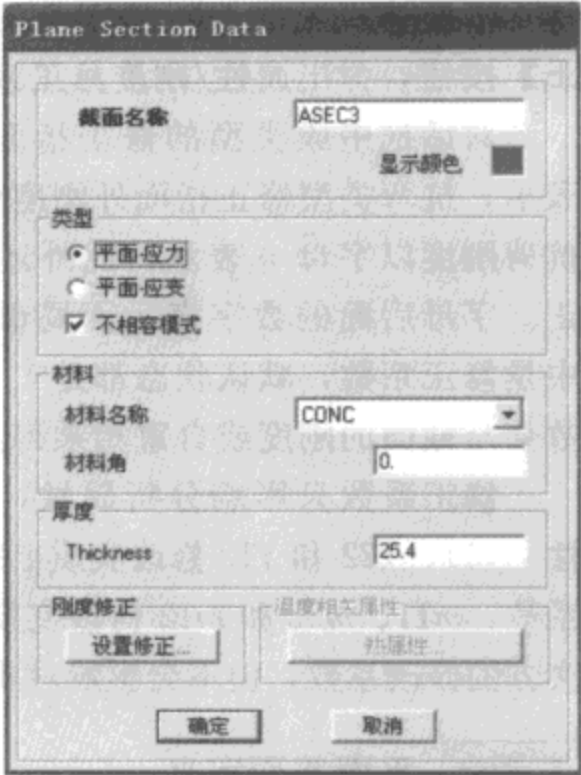 Plane Section Data
截面名称 ASEC3
显示颜色
类型
平面-应力
平面-应变
不相容模式
材料
材料名称 CONC
材料角 0.
厚度
Thickness 25.4
刚度修正 温度相关属性
设置修正... 热属性...
确定 取消